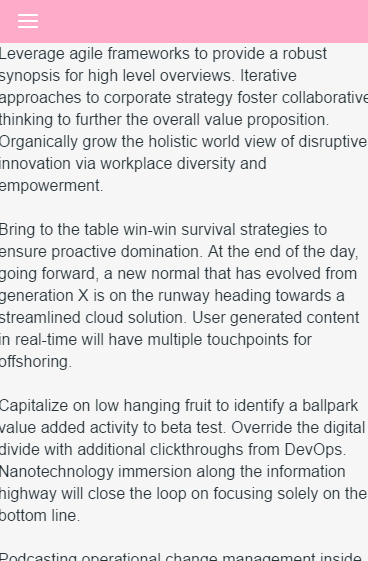 Leverage agile frameworks to provide a robust
synopsis for high level overviews. Iterative
approaches to corporate strategy foster collaborative
thinking to further the overall value proposition.
Organically grow the holistic world view of disruptive
innovation via workplace diversity and
empowerment.
Bring to the table win-win survival strategies to
ensure proactive domination. At the end of the day,
going forward, a new normal that has evolved from
generation X is on the runway heading towards a
streamlined cloud solution. User generated content
in real-time will have multiple touchpoints for
offshoring.
Capitalize on low hanging fruit to identify a ballpark
value added activity to beta test. Override the digital
divide with additional clickthroughs from DevOps.
Nanotechnology immersion along the information
highway will close the loop on focusing solely on the
bottom line.
Podcasting operational change management inside